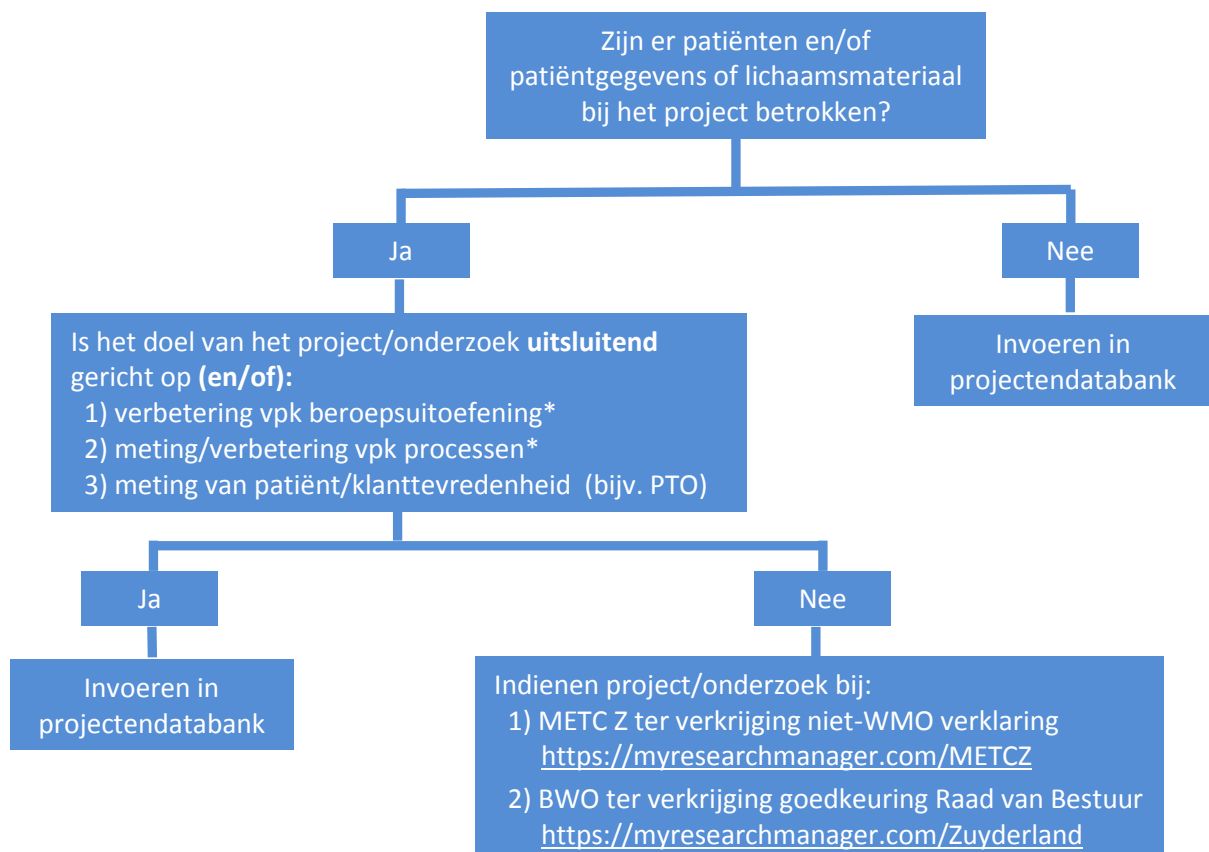 Zijn er patiënten en/of
patiëntgegevens of lichaamsmateriaal
bij het project betrokken?
Ja
Nee
Is het doel van het project/onderzoek uitsluitend
gericht op (en/of):
1) verbetering vpk beroepsuitoefening*
2) meting/verbetering vpk processen*
3) meting van patiënt/klanttevredenheid (bijv. PTO)
Invoeren in
projectendatabank
Ja
Nee
Invoeren in
projectendatabank
Indienen project/onderzoek bij:
1) METC Z ter verkrijging niet-WMO verklaring
https://myresearchmanager.com/METCZ
2) BWO ter verkrijging goedkeuring Raad van Bestuur
https://myresearchmanager.com/Zuyderland